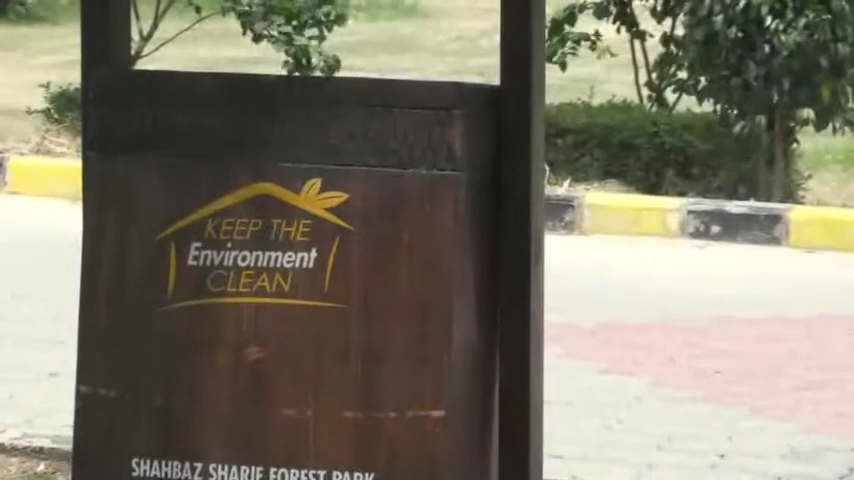 KEEP THE
Environment
CLEAN
SHAHBAZ SHARIF FOREST PARK